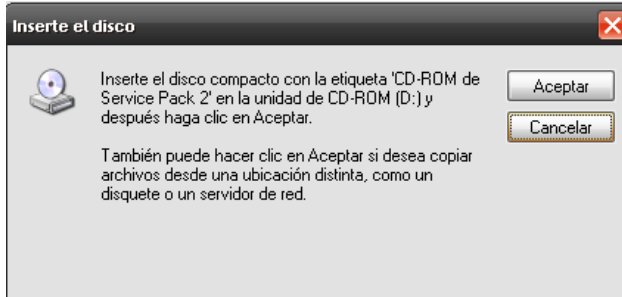 Inserte el disco
Inserte el disco compacto con la etiqueta 'CD-ROM de
Service Pack 2' en la unidad de CD-ROM (D:) y
después haga clic en Aceptar.
También puede hacer clic en Aceptar si desea copiar
archivos desde una ubicación distinta, como un
disquete o un servidor de red.
Aceptar
Cancelar